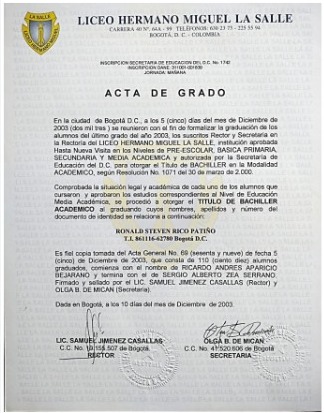 LA SALLE
LICEO HERMANO MIGUEL LA SALLE
CARRERA 40 Nº. 64A - 99 TELÉFONOS: 630 23 75 - 225 55 94
BOGOTÁ, D. C. - COLOMBIA
INSCRIPCION SECRETARIA DE EDUCACION DEL D.C. No. 1742
INSCRIPCION DANE: 311001-001839
JORNADA: MAÑANA
ACTA DE GRADO
En la ciudad de Bogotá D.C., a los 5 (cinco) días del mes de Diciembre de
2003 (dos mil tres) se reunieron con el fin de formalizar la graduación de los
alumnos del último grado del año 2003, los suscritos Rector y Secretaria en
la Rectoría del LICEO HERMANO MIGUEL LA SALLE, institución aprobada
Hasta Nueva Visita en los Niveles de PRE-ESCOLAR, BASICA PRIMARIA,
SECUNDARIA Y MEDIA ACADEMICA y autorizada por la Secretaría de
Educación del D.C. para otorgar el Título de BACHILLER en la Modalidad
ACADEMICO, según Resolución No. 1071 del 30 de marzo de 2.000.
Comprobada la situación legal y académica de cada uno de los alumnos que
cursaron y aprobaron los estudios correspondientes al Nivel de Educación
Media Académica, se procedió a otorgar el TITULO DE BACHILLER
ACADEMICO al graduando cuyos nombres, apellidos y número del
documento de identidad se relaciona a continuación:
RONALD STEVEN RICO PATIÑO
T.I. 861116-62780 Bogotá D.C.
Es fiel copia tomada del Acta General No. 69 (sesenta y nueve) de fecha 5
(cinco) de Diciembre de 2003, que consta de 110 (ciento diez) alumnos
graduados, comienza con el nombre de RICARDO ANDRES APARICIO
BEJARANO y termina con el de SERGIO ALBERTO ZEA SERRANO.
Firmado y sellado por el LIC. SAMUEL JIMENEZ CASALLAS (Rector) y
OLGA B. DE MICAN (Secretaria).
Dada en Bogotá, a los 10 días del mes de Diciembre de 2003.
LIC. SAMUEL JIMENEZ CASALLAS
C.C. No. 19.155.507 de Bogotá
RECTOR
OLGA B. DE MICAN
C.C. No. 41.520.606 de Bogotá
SECRETARIA